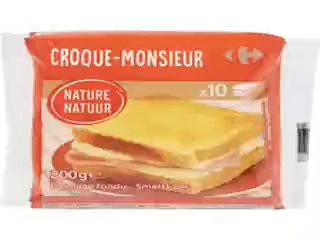 CROQUE-MONSIEUR
NATURE
NATUUR
x10
200g e
Fromage fondu - Smeltkaas